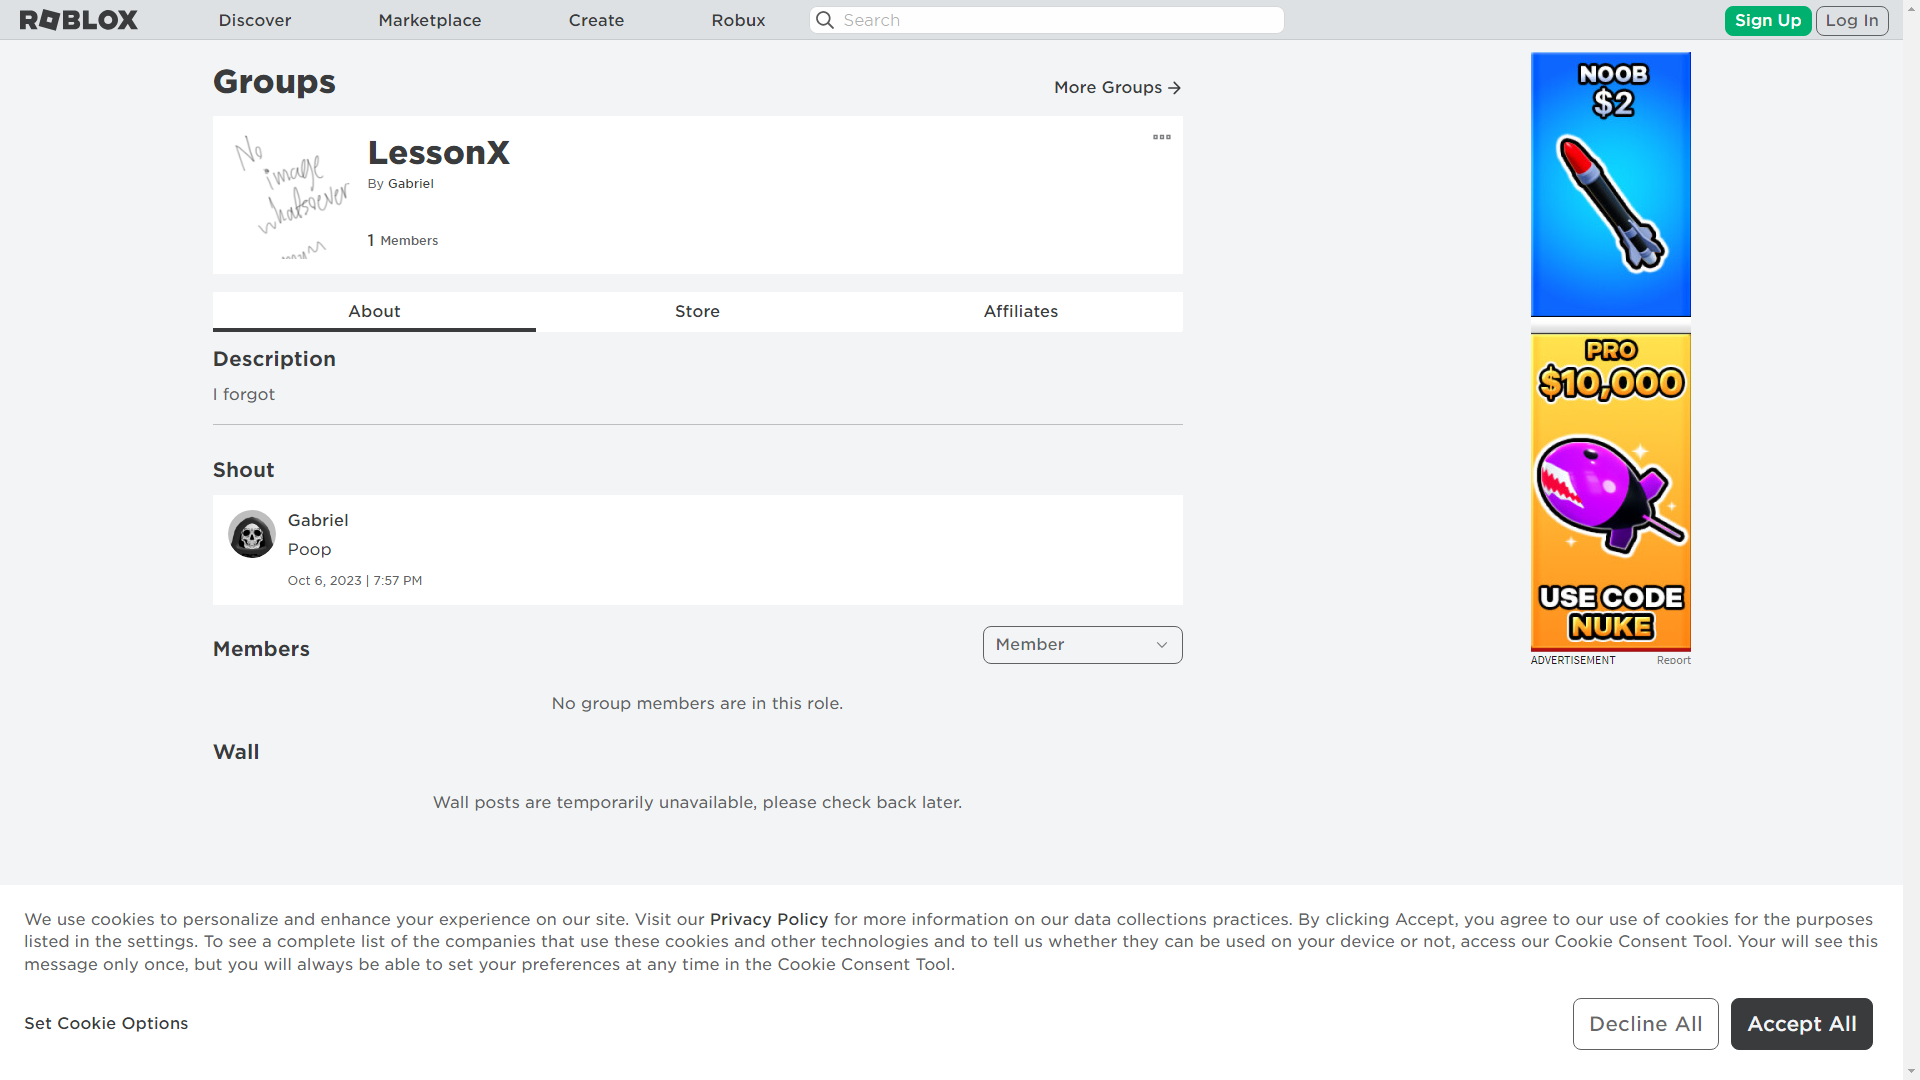 ROBLOX
Discover
Marketplace
Create
Robux
Search
Sign Up
Log In
Groups
More Groups
No
image
whatsoever
LessonX
By Gabriel
1 Members
About
Store
Affiliates
Description
I forgot
Shout
Gabriel
Poop
Oct 6, 2023 | 7:57 PM
Members
Member
No group members are in this role.
Wall
Wall posts are temporarily unavailable, please check back later.
NOOB
$2
PRO
$10,000
USE CODE
NUKE
ADVERTISEMENT
Report
We use cookies to personalize and enhance your experience on our site. Visit our Privacy Policy for more information on our data collections practices. By clicking Accept, you agree to our use of cookies for the purposes
listed in the settings. To see a complete list of the companies that use these cookies and other technologies and to tell us whether they can be used on your device or not, access our Cookie Consent Tool. Your will see this
message only once, but you will always be able to set your preferences at any time in the Cookie Consent Tool.
Set Cookie Options
Decline All
Accept All